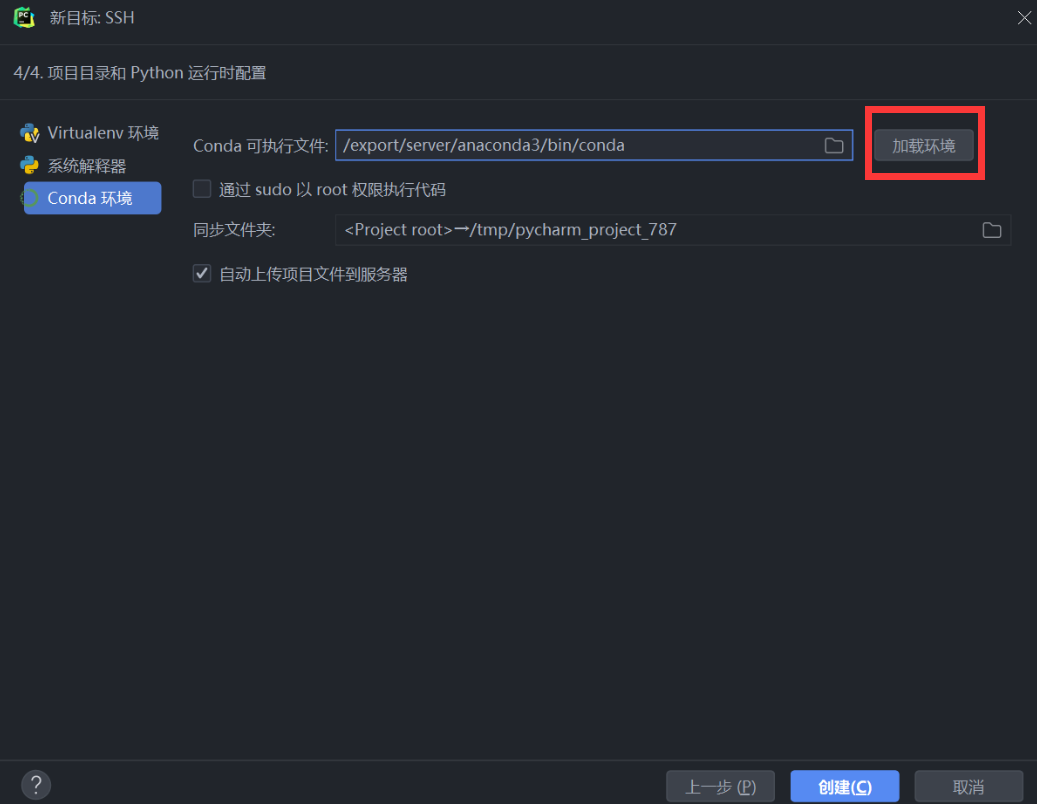 新目标: SSH
4/4. 项目目录和 Python 运行时配置
Virtualenv 环境
系统解释器
Conda 环境
Conda 可执行文件: /export/server/anaconda3/bin/conda 加载环境
通过 sudo 以 root 权限执行代码
同步文件夹: <Project root>→/tmp/pycharm_project_787
自动上传项目文件到服务器
? 上一步 (P) 创建(C) 取消